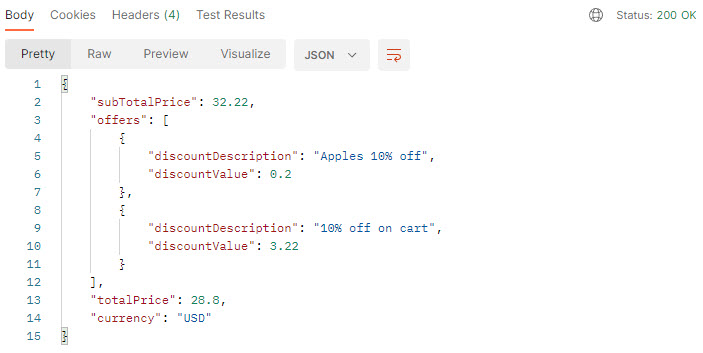 Body Cookies Headers (4) Test Results Status: 200 OK
Pretty Raw Preview Visualize JSON
1 {
2 "subTotalPrice": 32.22,
3 "offers": [
4 {
5 "discountDescription": "Apples 10% off",
6 "discountValue": 0.2
7 },
8 {
9 "discountDescription": "10% off on cart",
10 "discountValue": 3.22
11 }
12 ],
13 "totalPrice": 28.8,
14 "currency": "USD"
15 }